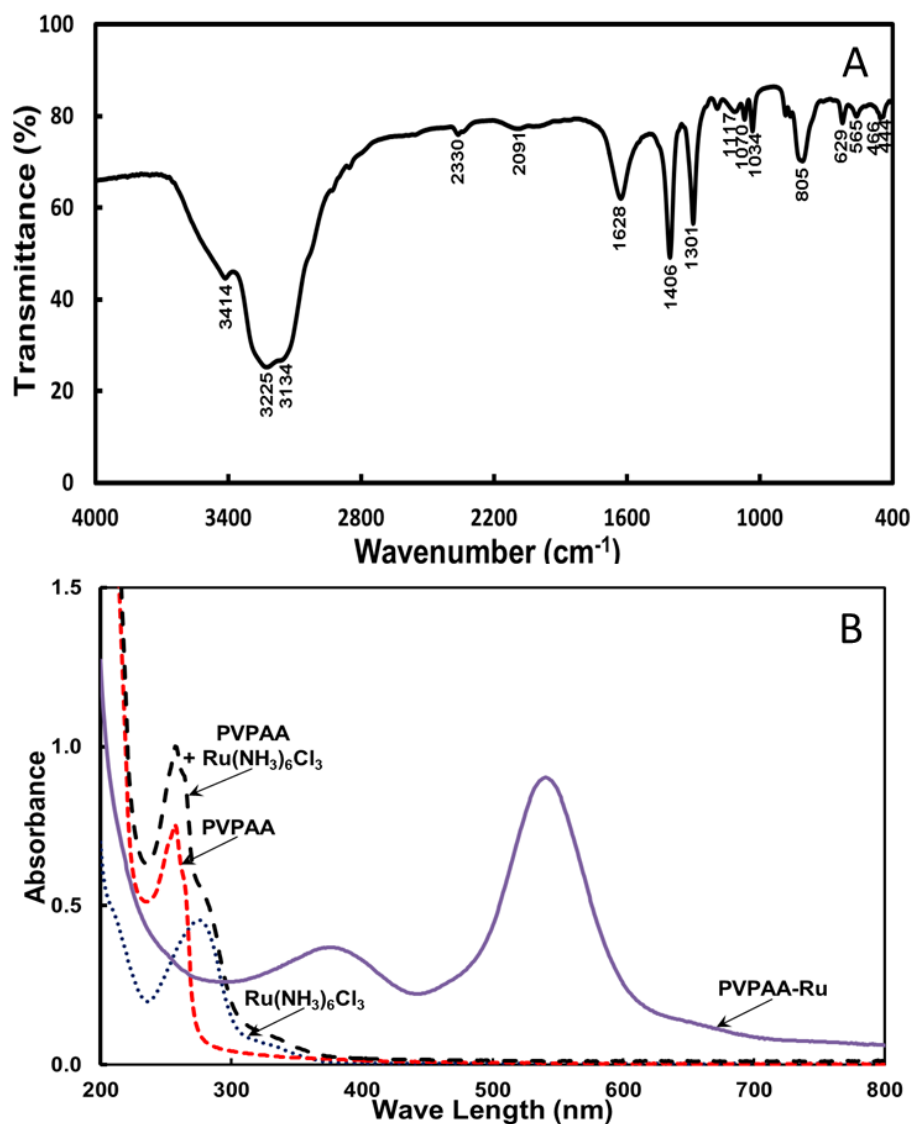 A
100
80
60
40
20
0
Transmittance (%)
3414
3225
3134
2330
2091
1628
1406
1301
1117
1070
1034
805
629
565
466
444
4000 3400 2800 2200 1600 1000 400
Wavenumber (cm-1)
B
1.5
1.0
0.5
0.0
Absorbance
PVPAA
+ Ru(NH3)6Cl3
PVPAA
Ru(NH3)6Cl3
PVPAA-Ru
200 300 400 500 600 700 800
Wave Length (nm)